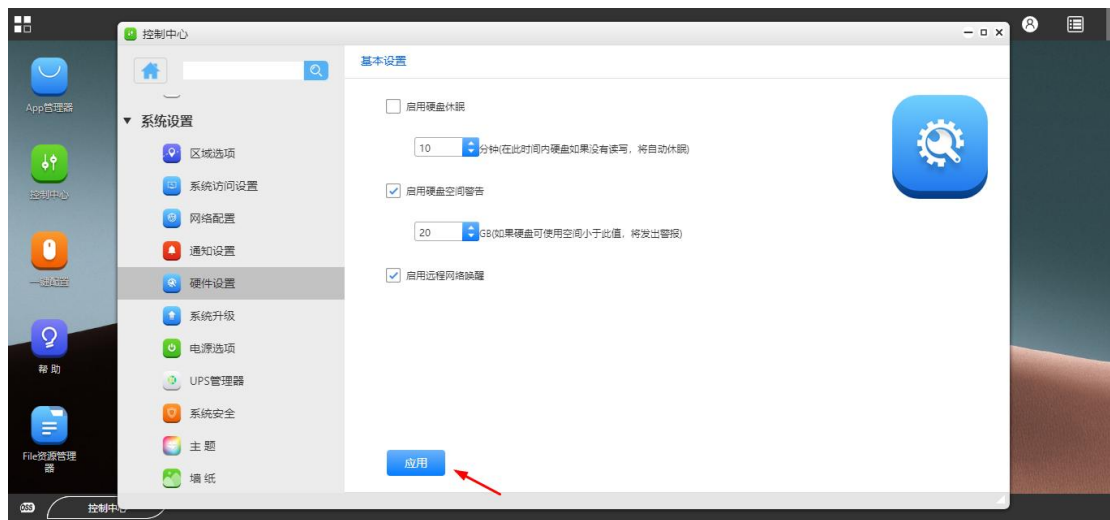 控制中心
基本设置
App管理器
控制中心
一键配置
帮 助
File资源管理
器
系统设置
区域选项
系统访问设置
网络配置
通知设置
硬件设置
系统升级
电源选项
UPS管理器
系统安全
主 题
墙 纸
启用硬盘休眠
10 分钟(在此时间内硬盘如果没有读写，将自动休眠)
启用硬盘空间警告
20 GB(如果硬盘可使用空间小于此值，将发出警报)
启用远程网络唤醒
应用
控制中心